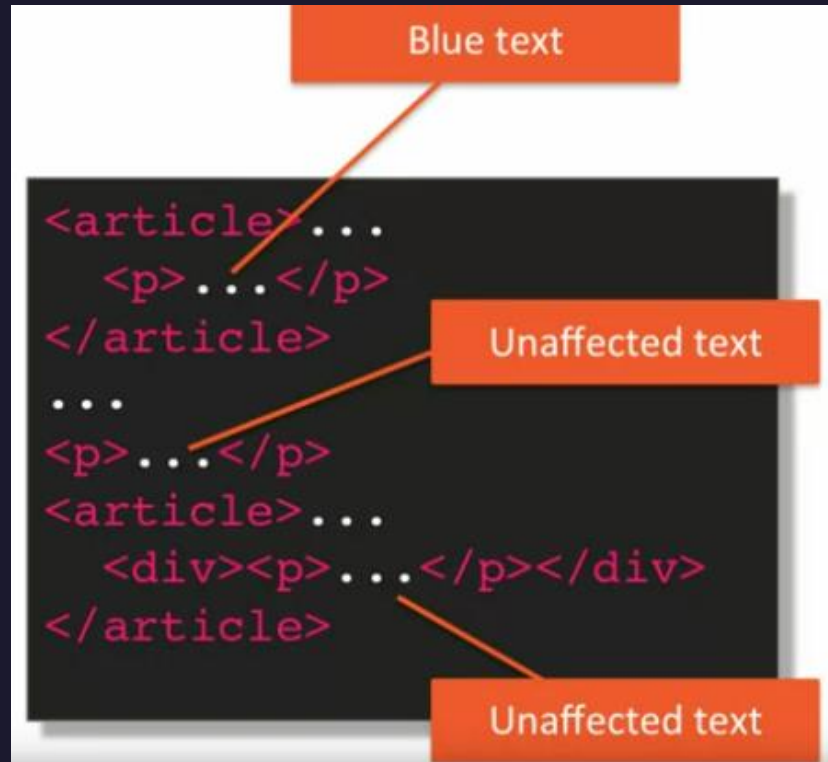 Blue text
<article>...
<p>...</p>
</article>
Unaffected text
...
<p>...</p>
<article>...
<div><p>...</p></div>
</article>
Unaffected text